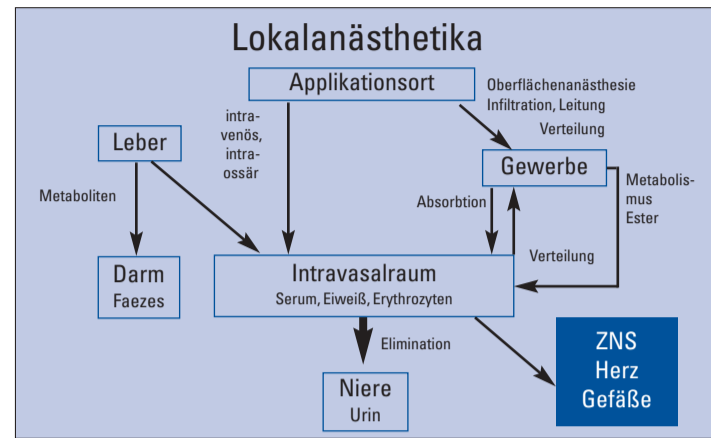 Lokalanästhetika
Applikationsort
Oberflächenanästhesie
Infiltration, Leitung
Verteilung
intra-
venös,
intra-
ossär
Leber
Gewerbe
Metaboliten
Absorbtion
Metabolis-
mus
Ester
Verteilung
Darm
Faezes
Intravasalraum
Serum, Eiweiß, Erythrozyten
Elimination
ZNS
Herz
Gefäße
Niere
Urin